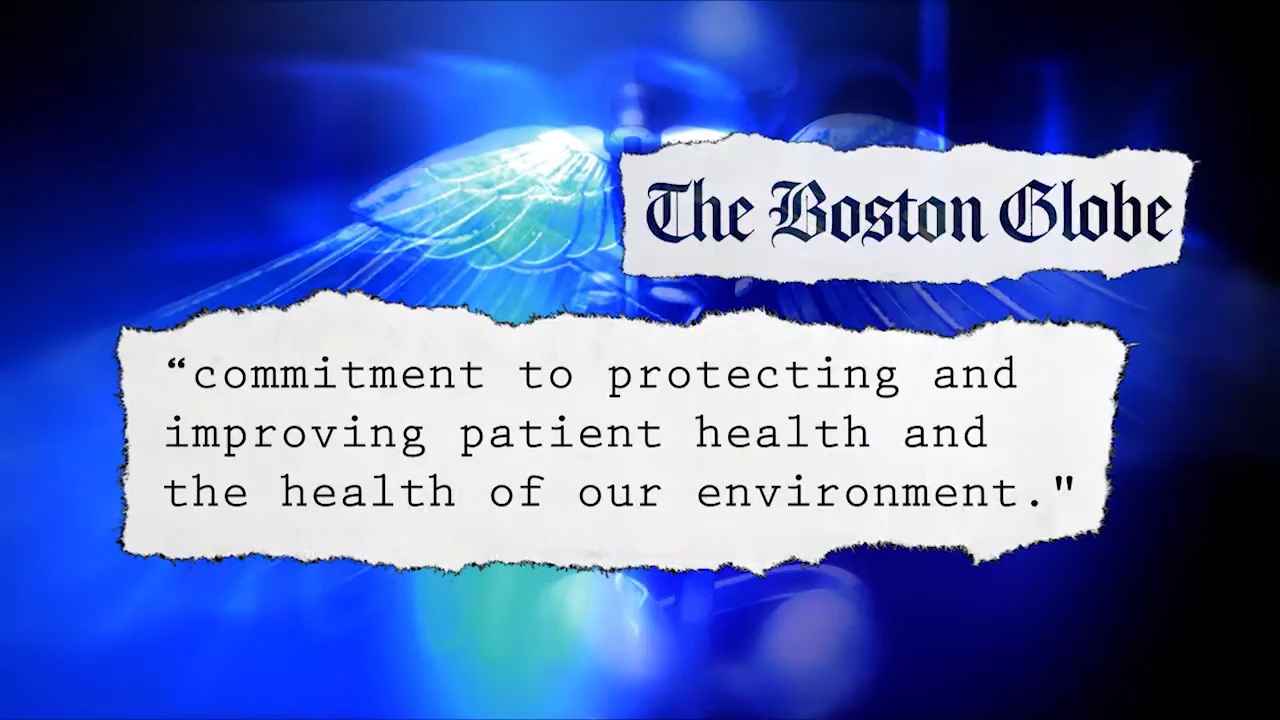 The Boston Globe
“commitment to protecting and
improving patient health and
the health of our environment."